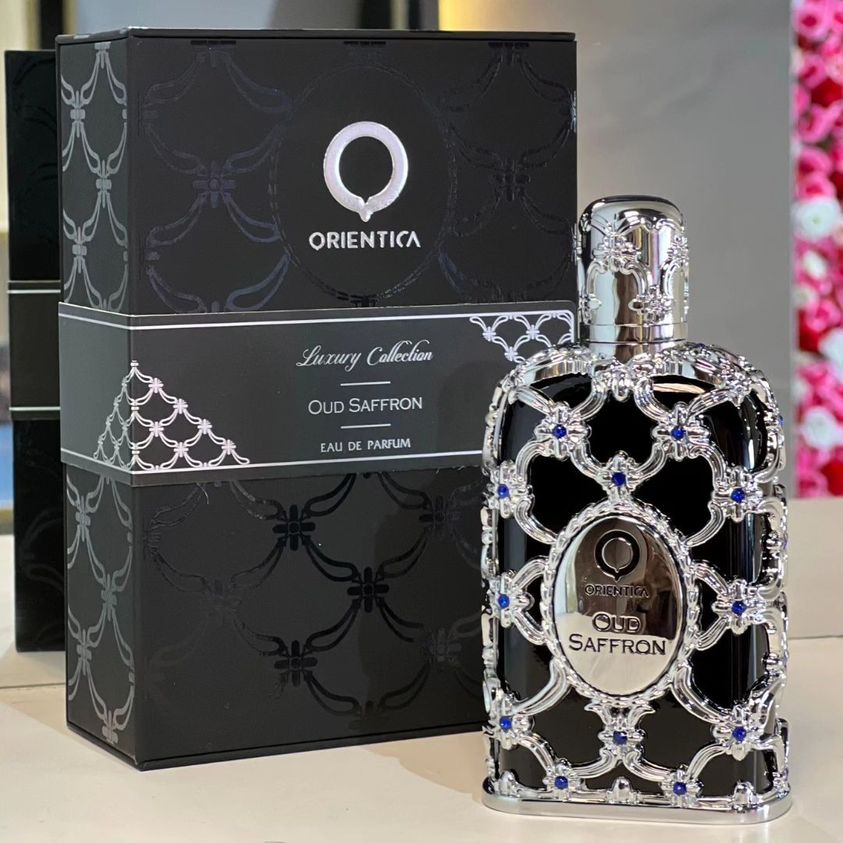 ORIENTICA
Luxury Collection
OUD SAFFRON
EAU DE PARFUM
ORIENTICA
OUD
SAFFRON